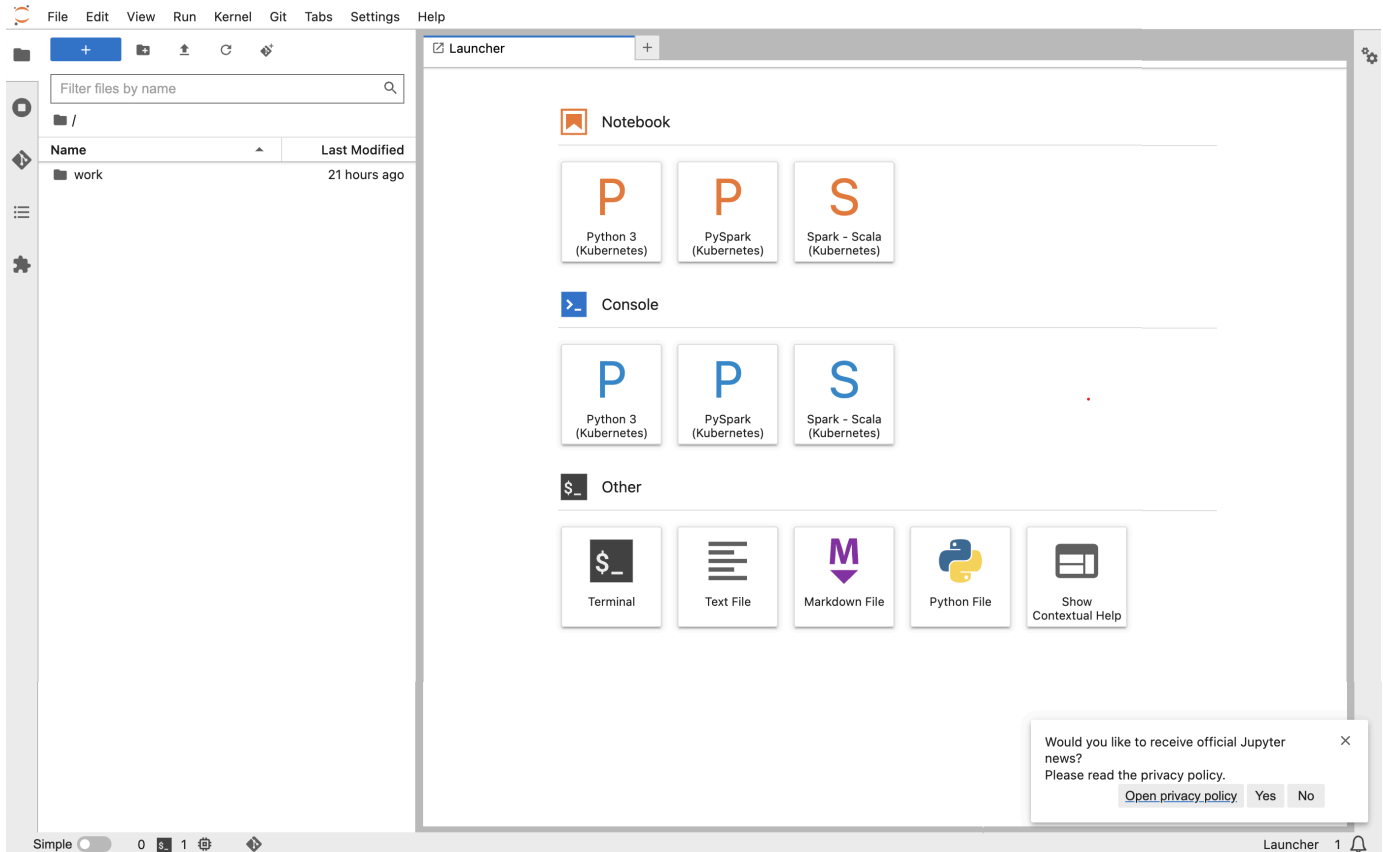 File Edit View Run Kernel Git Tabs Settings Help
+
Filter files by name
/
Name Last Modified
work 21 hours ago
Launcher +
Notebook
P P S
Python 3 PySpark Spark - Scala
(Kubernetes) (Kubernetes) (Kubernetes)
>_ Console
P P S
Python 3 PySpark Spark - Scala
(Kubernetes) (Kubernetes) (Kubernetes)
$_ Other
$_ M
Terminal Text File Markdown File Python File Show
Contextual Help
Would you like to receive official Jupyter
news?
Please read the privacy policy.
Open privacy policy Yes No
Simple 0 $_ 1 Launcher 1